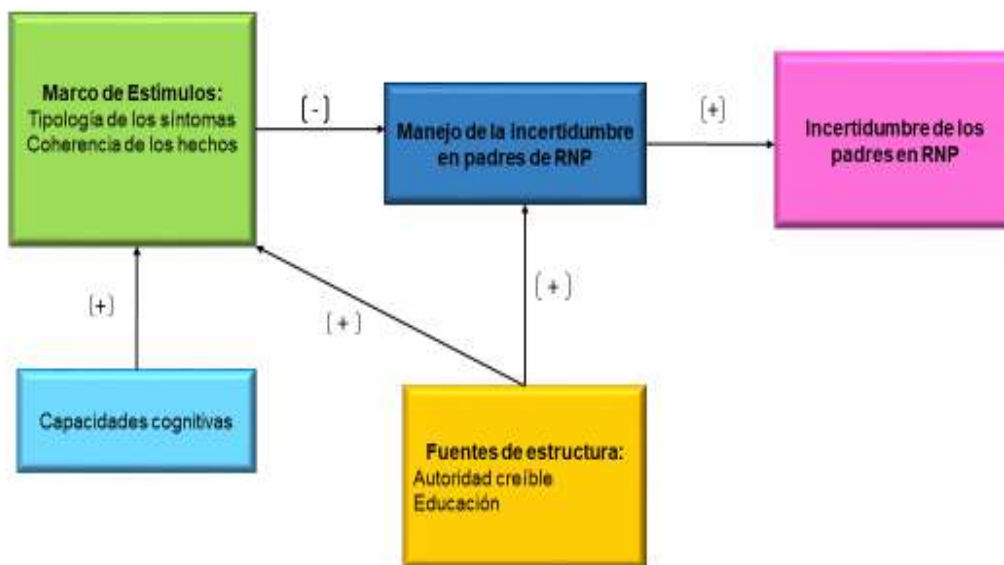 Marco de Estímulos:
Tipología de los síntomas
Coherencia de los hechos
(-)
Manejo de la incertidumbre
en padres de RNP
(+)
Incertidumbre de los
padres en RNP
(+)
(+)
(+)
Capacidades cognitivas
Fuentes de estructura:
Autoridad creíble
Educación